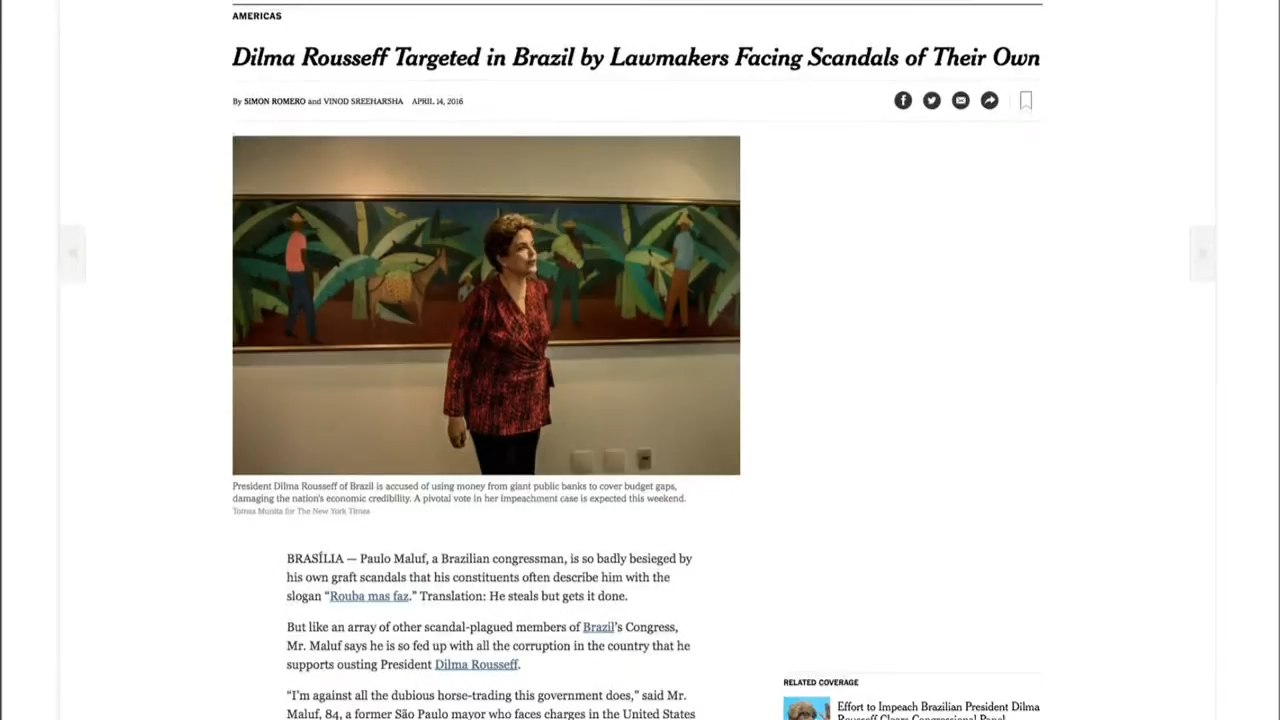 AMERICAS
Dilma Rousseff Targeted in Brazil by Lawmakers Facing Scandals of Their Own
By SIMON ROMERO and VINOD SREEHARSHA APRIL 14, 2016
President Dilma Rousseff of Brazil is accused of using money from giant public banks to cover budget gaps,
damaging the nation's economic credibility. A pivotal vote in her impeachment case is expected this weekend.
Tomas Munita for The New York Times
BRASÍLIA — Paulo Maluf, a Brazilian congressman, is so badly besieged by
his own graft scandals that his constituents often describe him with the
slogan “Rouba mas faz.” Translation: He steals but gets it done.
But like an array of other scandal-plagued members of Brazil’s Congress,
Mr. Maluf says he is so fed up with all the corruption in the country that he
supports ousting President Dilma Rousseff.
“I’m against all the dubious horse-trading this government does,” said Mr.
Maluf, 84, a former São Paulo mayor who faces charges in the United States
RELATED COVERAGE
Effort to Impeach Brazilian President Dilma
Rousseff Clears Congressional Panel